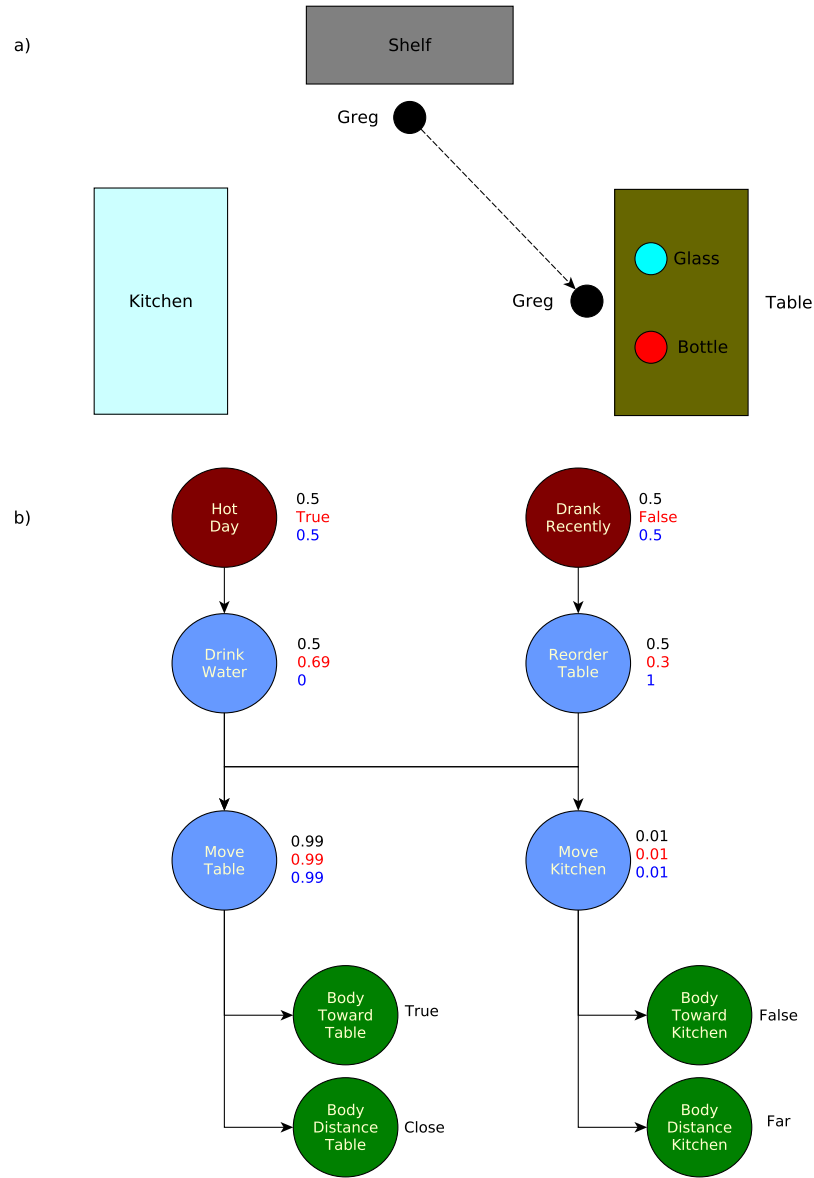 a)
Shelf
Greg
Kitchen
Glass
Greg
Table
Bottle
b)
Hot
Day
0.5
True
0.5
Drank
Recently
0.5
False
0.5
Drink
Water
0.5
0.69
0
Reorder
Table
0.5
0.3
1
Move
Table
0.99
0.99
0.99
Move
Kitchen
0.01
0.01
0.01
Body
Toward
Table
True
Body
Toward
Kitchen
False
Body
Distance
Table
Close
Body
Distance
Kitchen
Far